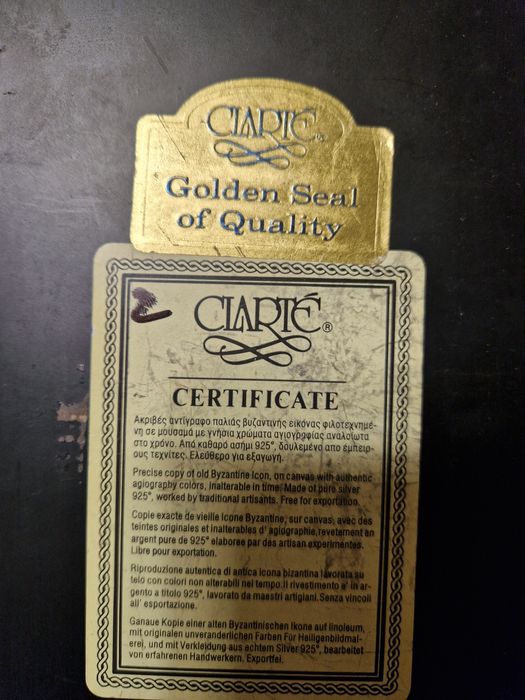 CLARTÉ®
Golden Seal
of Quality
CLARTÉ®
CERTIFICATE
Ακριβές αντίγραφο παλιάς βυζαντινής εικόνας φιλοτεχνημέ-
νη σε μουσαμά με γνήσια χρώματα αγιογραφίας αναλοίωτα
στο χρόνο. Από καθαρό ασήμι 925°, δουλεμένο απο έμπειρ-
ους τεχνίτες. Ελεύθερο για εξαγωγή.
Precise copy of old Byzantine Icon, on canvas with authentic
agiography colors, inalterable in time. Made of pure silver
925°, worked by traditional artisants. Free for exportation.
Copie exacte de vieille Icone Byzantine, sur canvas, avec des
teintes originales et inalterables d' agiographie, revetement en
argent pure de 925° elaboree par des artisan experimentes.
Libre pour exportation.
Riproduzione autentica di antica icona bizantina lavorata su
telo con colori non alterabili nel tempo. Il rivestimento e' in ar-
gento a titolo 925°, lavorato da maestri artigiani. Senza vincoli
all' esportazione.
Ganaue Kopie einer alten Byzantinischen Ikone auf linoleum,
mit originalen unveranderlichen Farben Fur Heiligenbildmal-
erei, und mit Verkleidung aus echtem Silver 925°, bearbeitet
von erfahrenen Handwerkern. Exportfei.